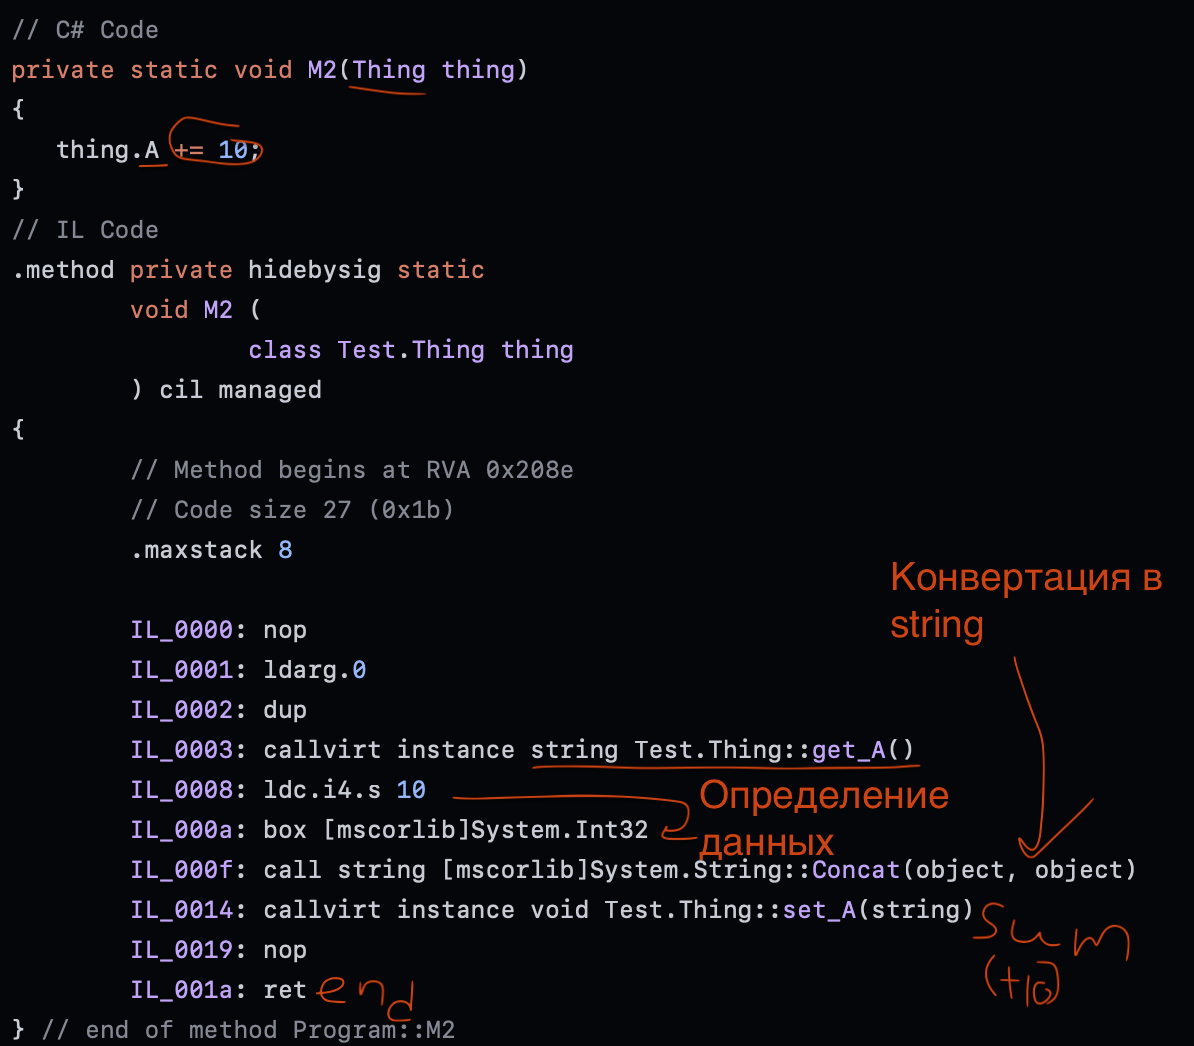 // C# Code
private static void M2(Thing thing)
{
thing.A += 10;
}
// IL Code
.method private hidebysig static
void M2 (
class Test.Thing thing
) cil managed
{
// Method begins at RVA 0x208e
// Code size 27 (0x1b)
.maxstack 8
Конвертация в
string
IL_0000: nop
IL_0001: ldarg.0
IL_0002: dup
IL_0003: callvirt instance string Test.Thing::get_A()
IL_0008: ldc.i4.s 10
Определение
данных
IL_000a: box [mscorlib]System.Int32
IL_000f: call string [mscorlib]System.String::Concat(object, object)
IL_0014: callvirt instance void Test.Thing::set_A(string)
sum
(+10)
IL_0019: nop
IL_001a: ret end
} // end of method Program::M2